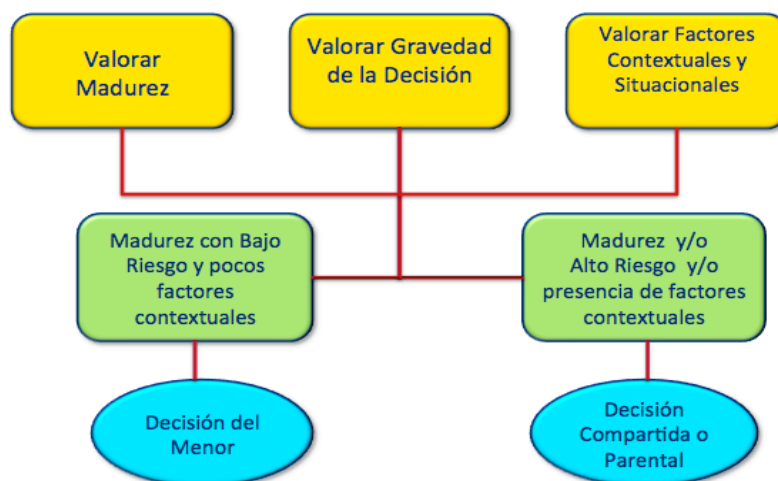 Valorar
Madurez
Valorar Gravedad
de la Decisión
Valorar Factores
Contextuales y
Situacionales
Madurez con Bajo
Riesgo y pocos
factores
contextuales
Madurez y/o
Alto Riesgo y/o
presencia de factores
contextuales
Decisión del
Menor
Decisión
Compartida o
Parental